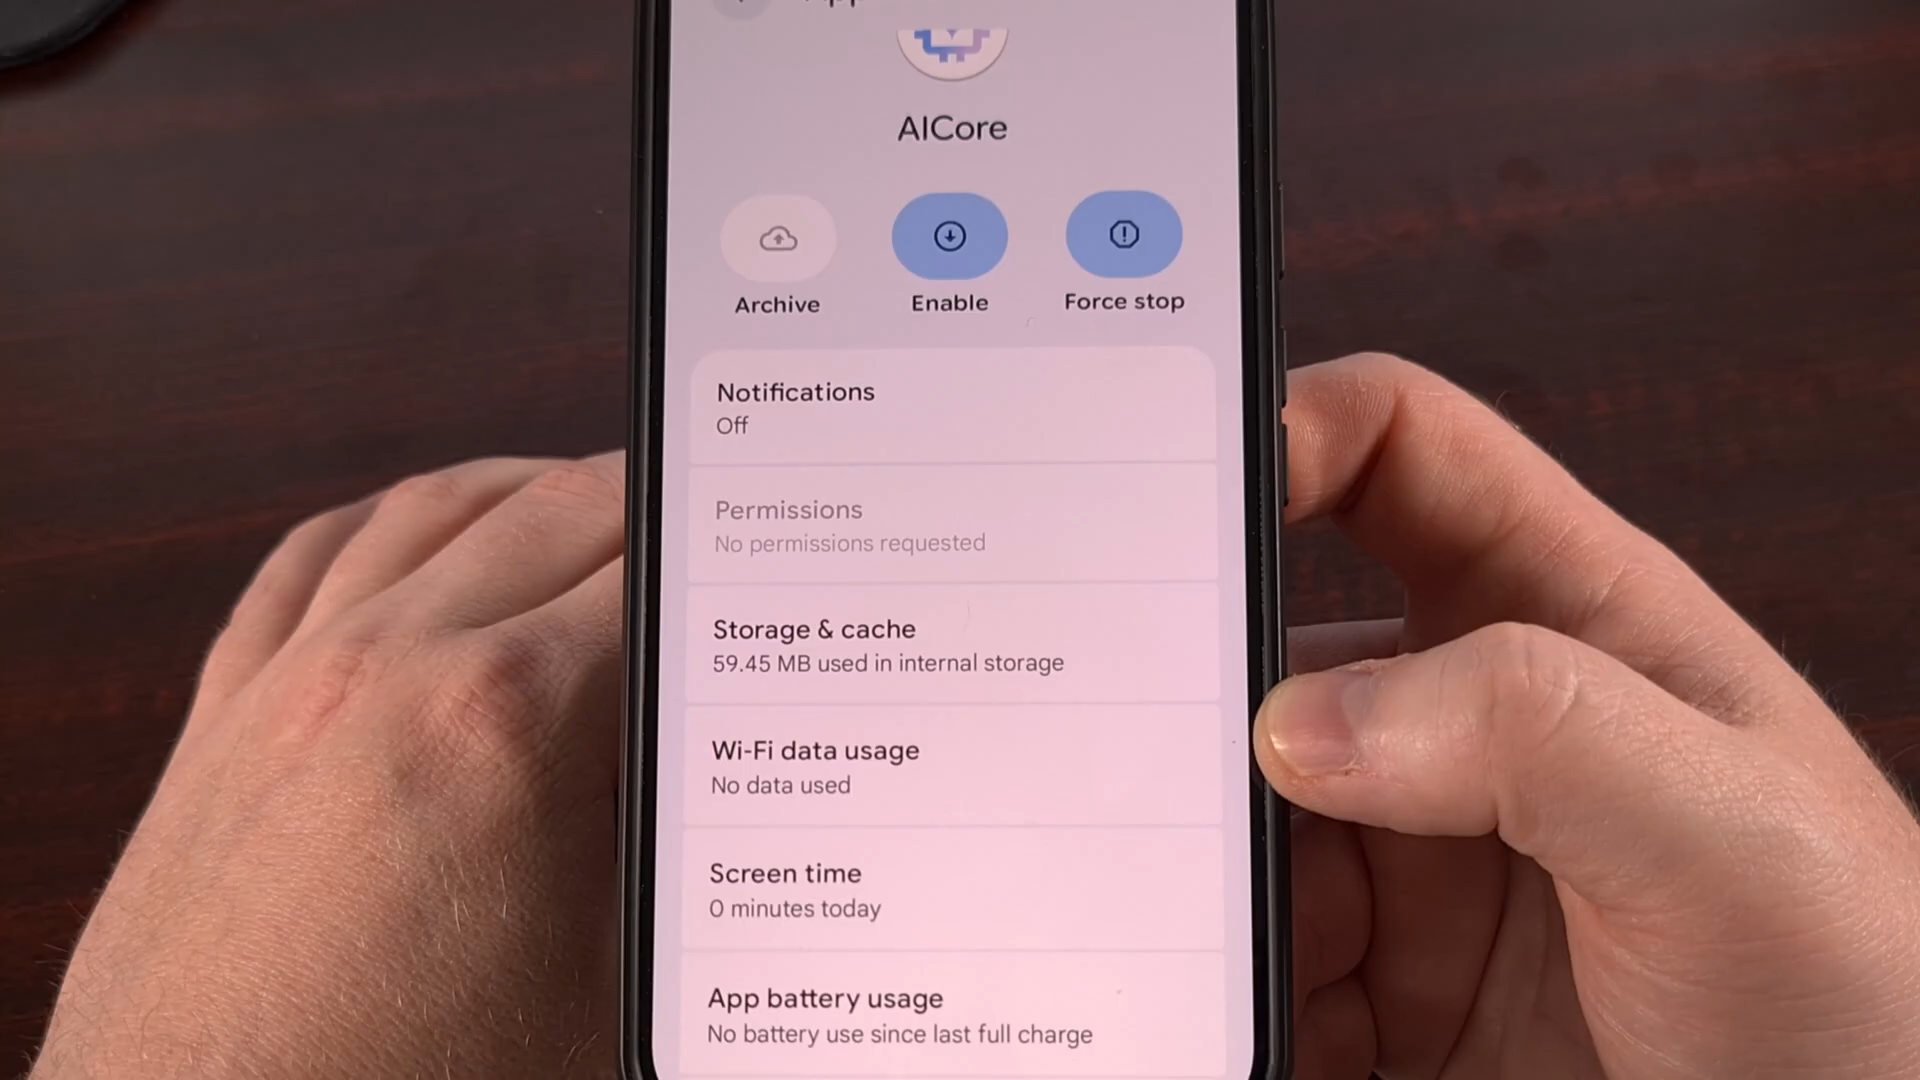 AICore
Archive
Enable
Force stop
Notifications
Off
Permissions
No permissions requested
Storage & cache
59.45 MB used in internal storage
Wi-Fi data usage
No data used
Screen time
0 minutes today
App battery usage
No battery use since last full charge